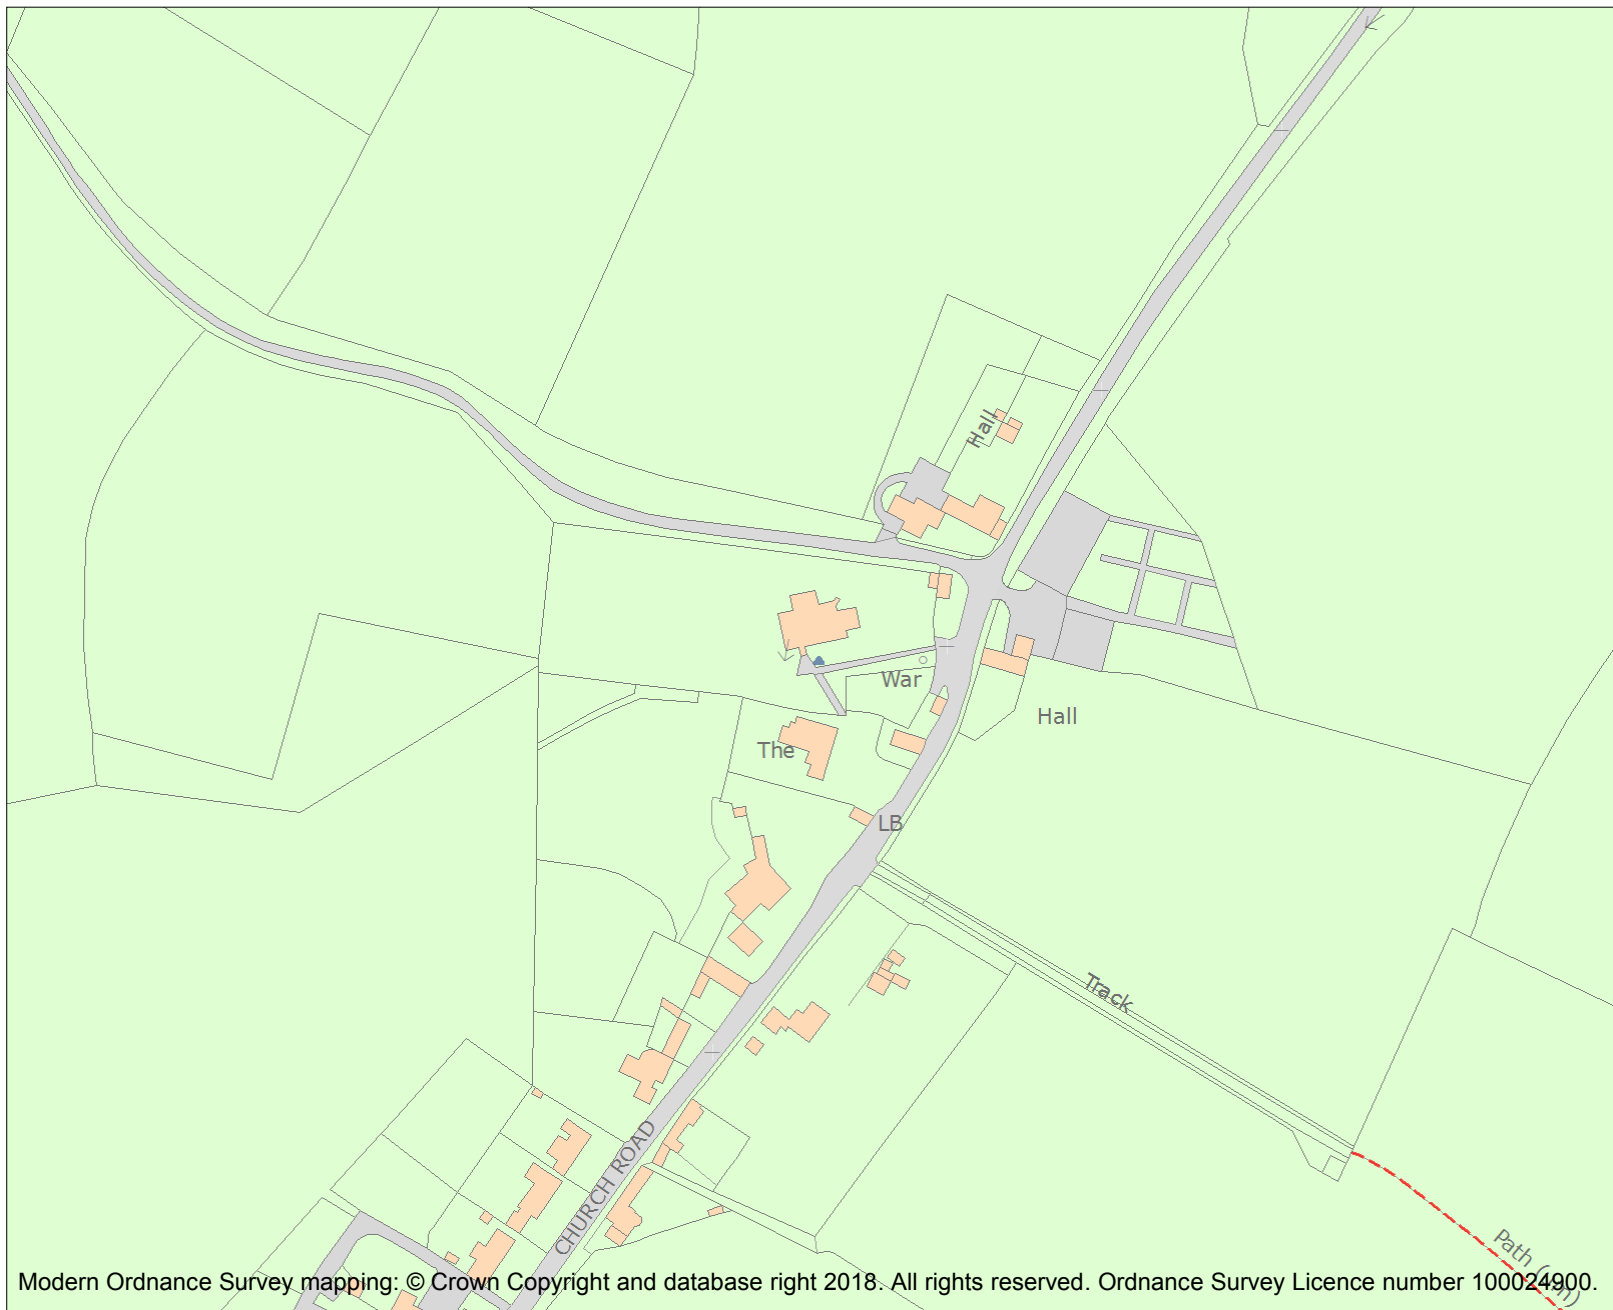 Hall
War
Hall
The
LB
Track
CHURCH ROAD
Path (um)
Modern Ordnance Survey mapping: © Crown Copyright and database right 2018. All rights reserved. Ordnance Survey Licence number 100024900.